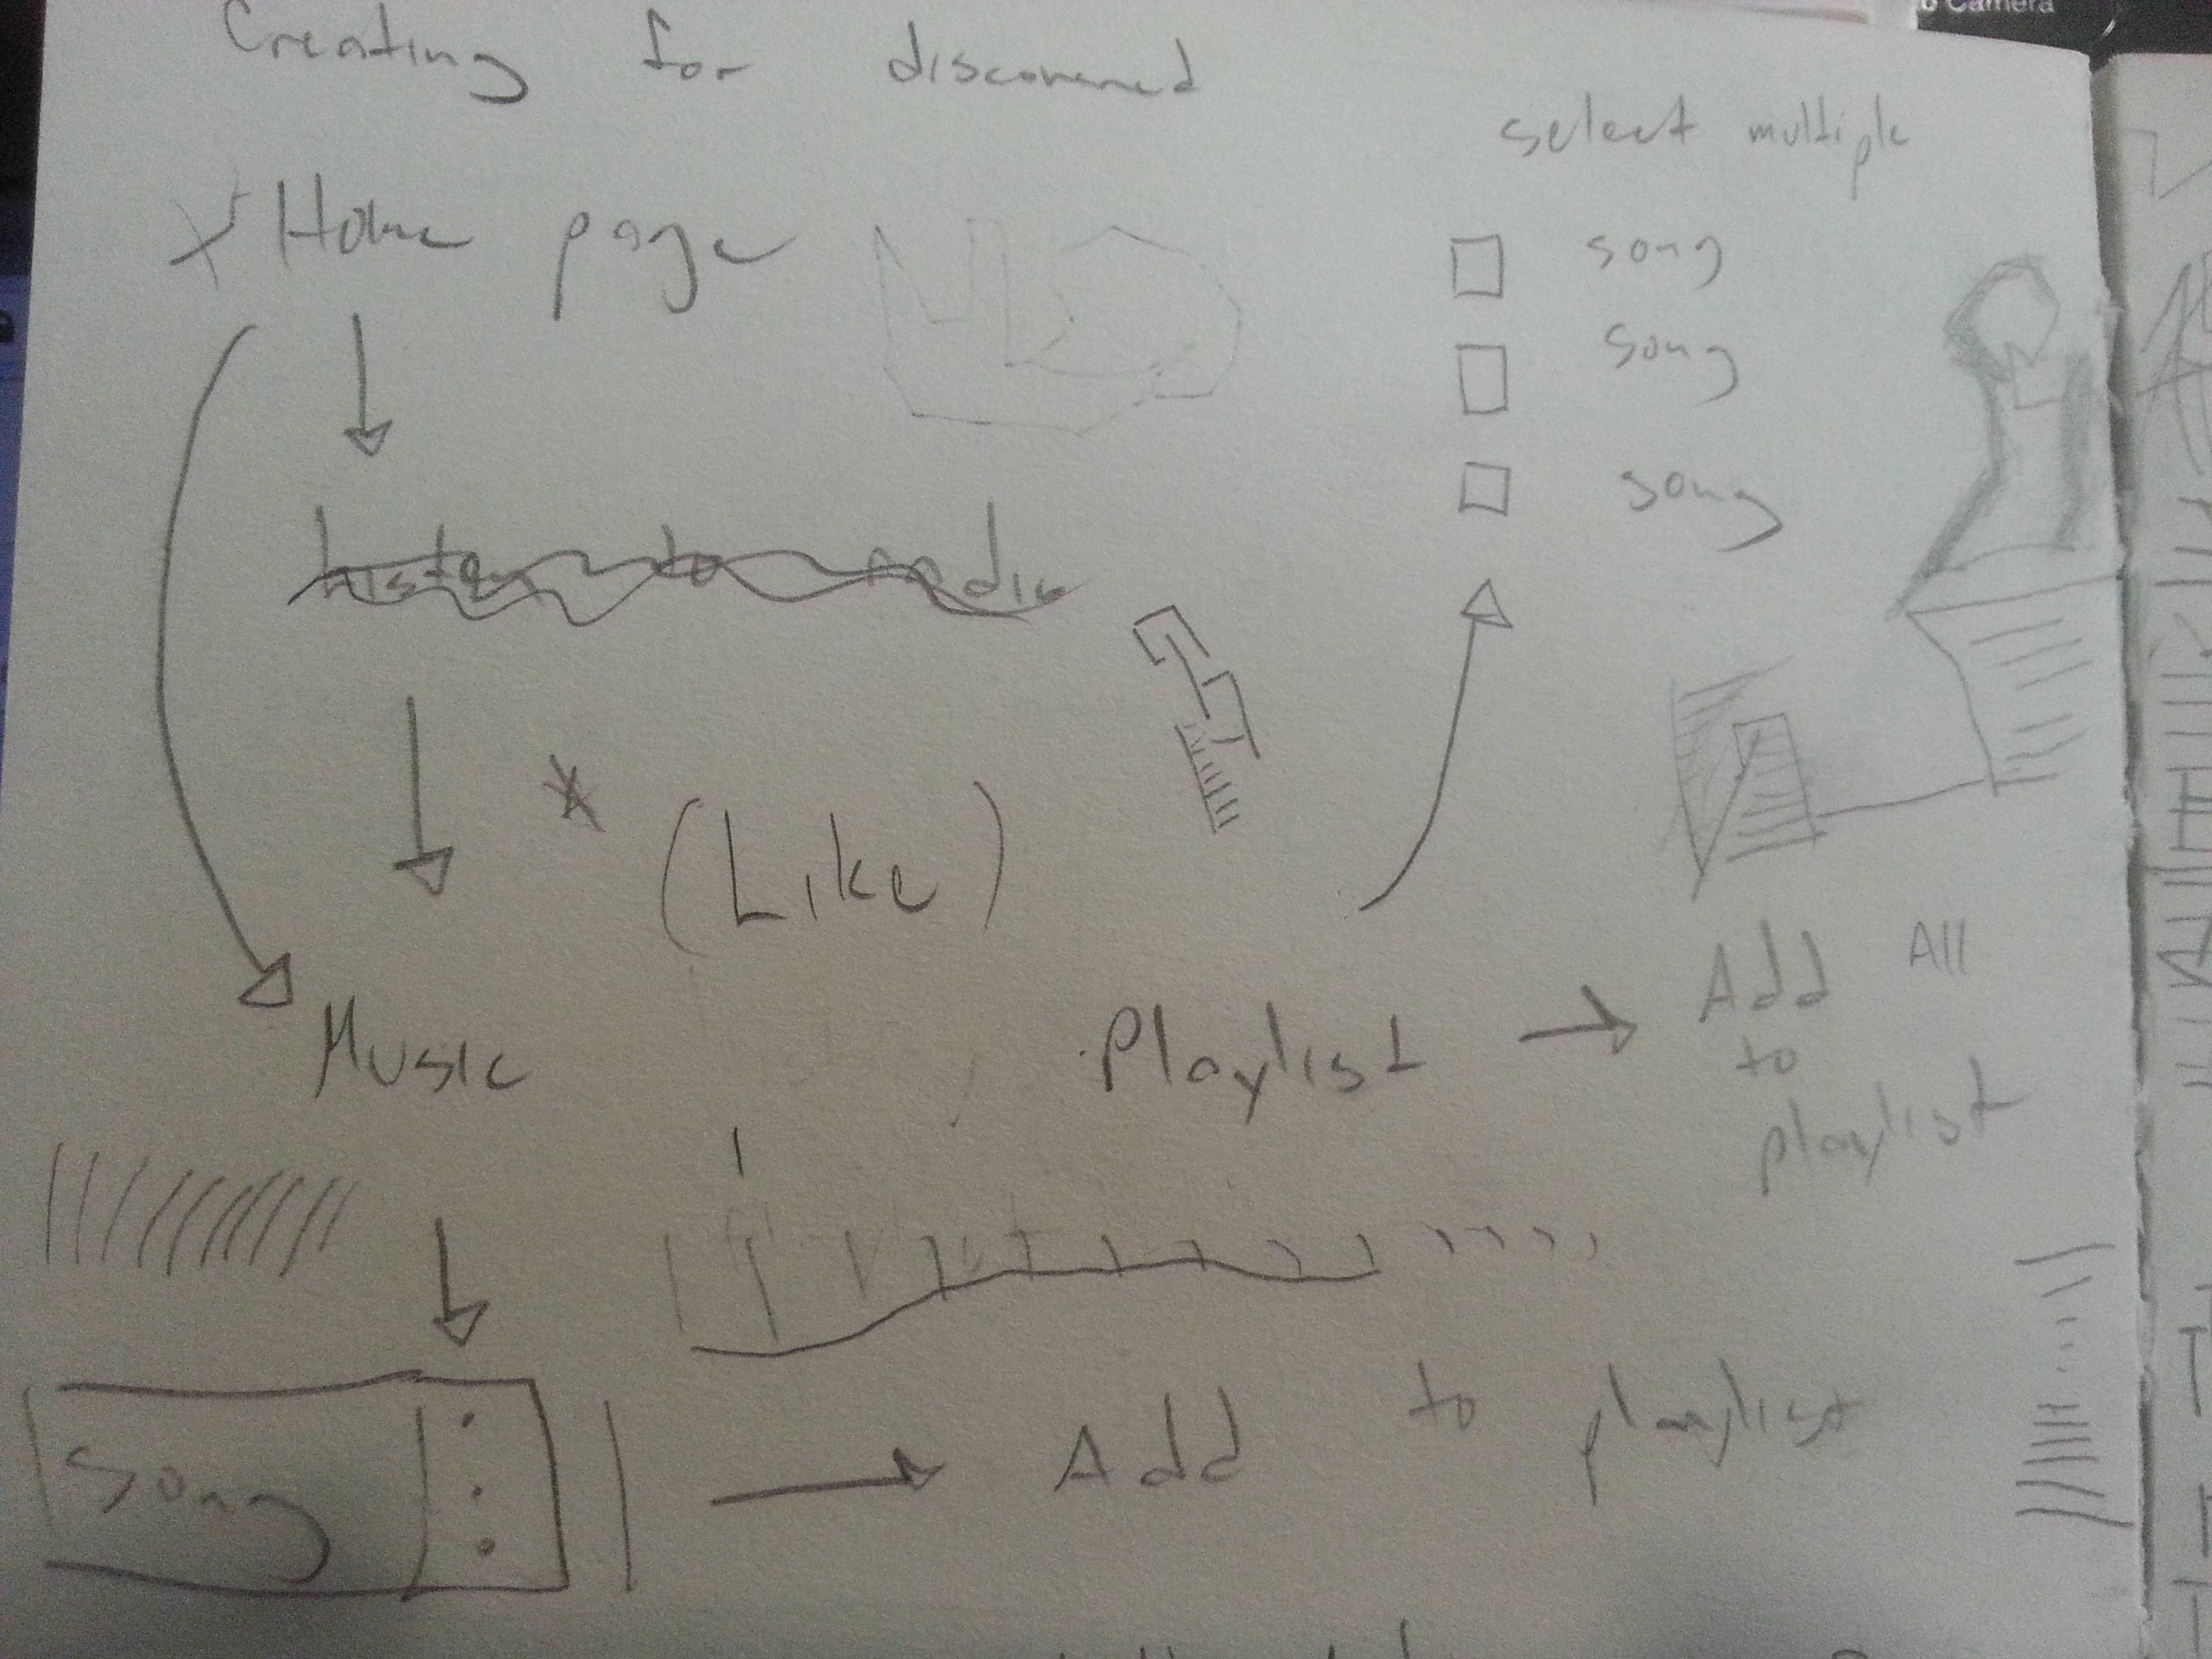 Camera
Creating for discovered
select multiple
Home page
song
song
song
Listen to radio
(Like)
Music
Playlist
Add All
to
playlist
Song
Add to playlist